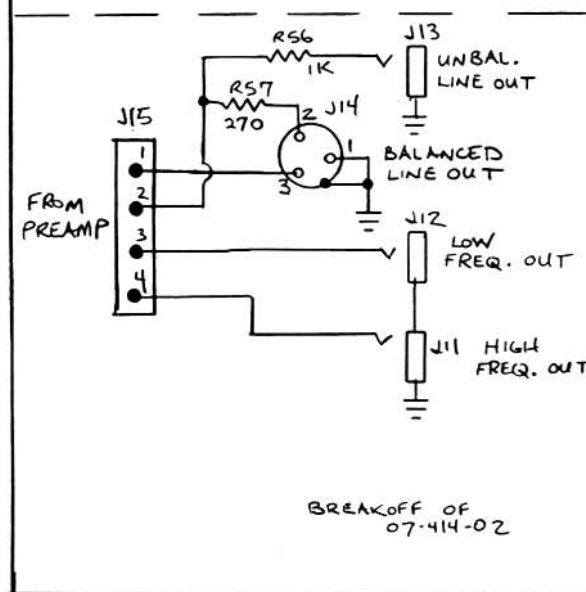 R56
1K
J13
UNBAL.
LINE OUT
R57
270
J14
2
1
3
BALANCED
LINE OUT
J15
1
2
3
4
FROM
PREAMP
J12
LOW
FREQ. OUT
J11
HIGH
FREQ. OUT
BREAKOFF OF
07-414-02